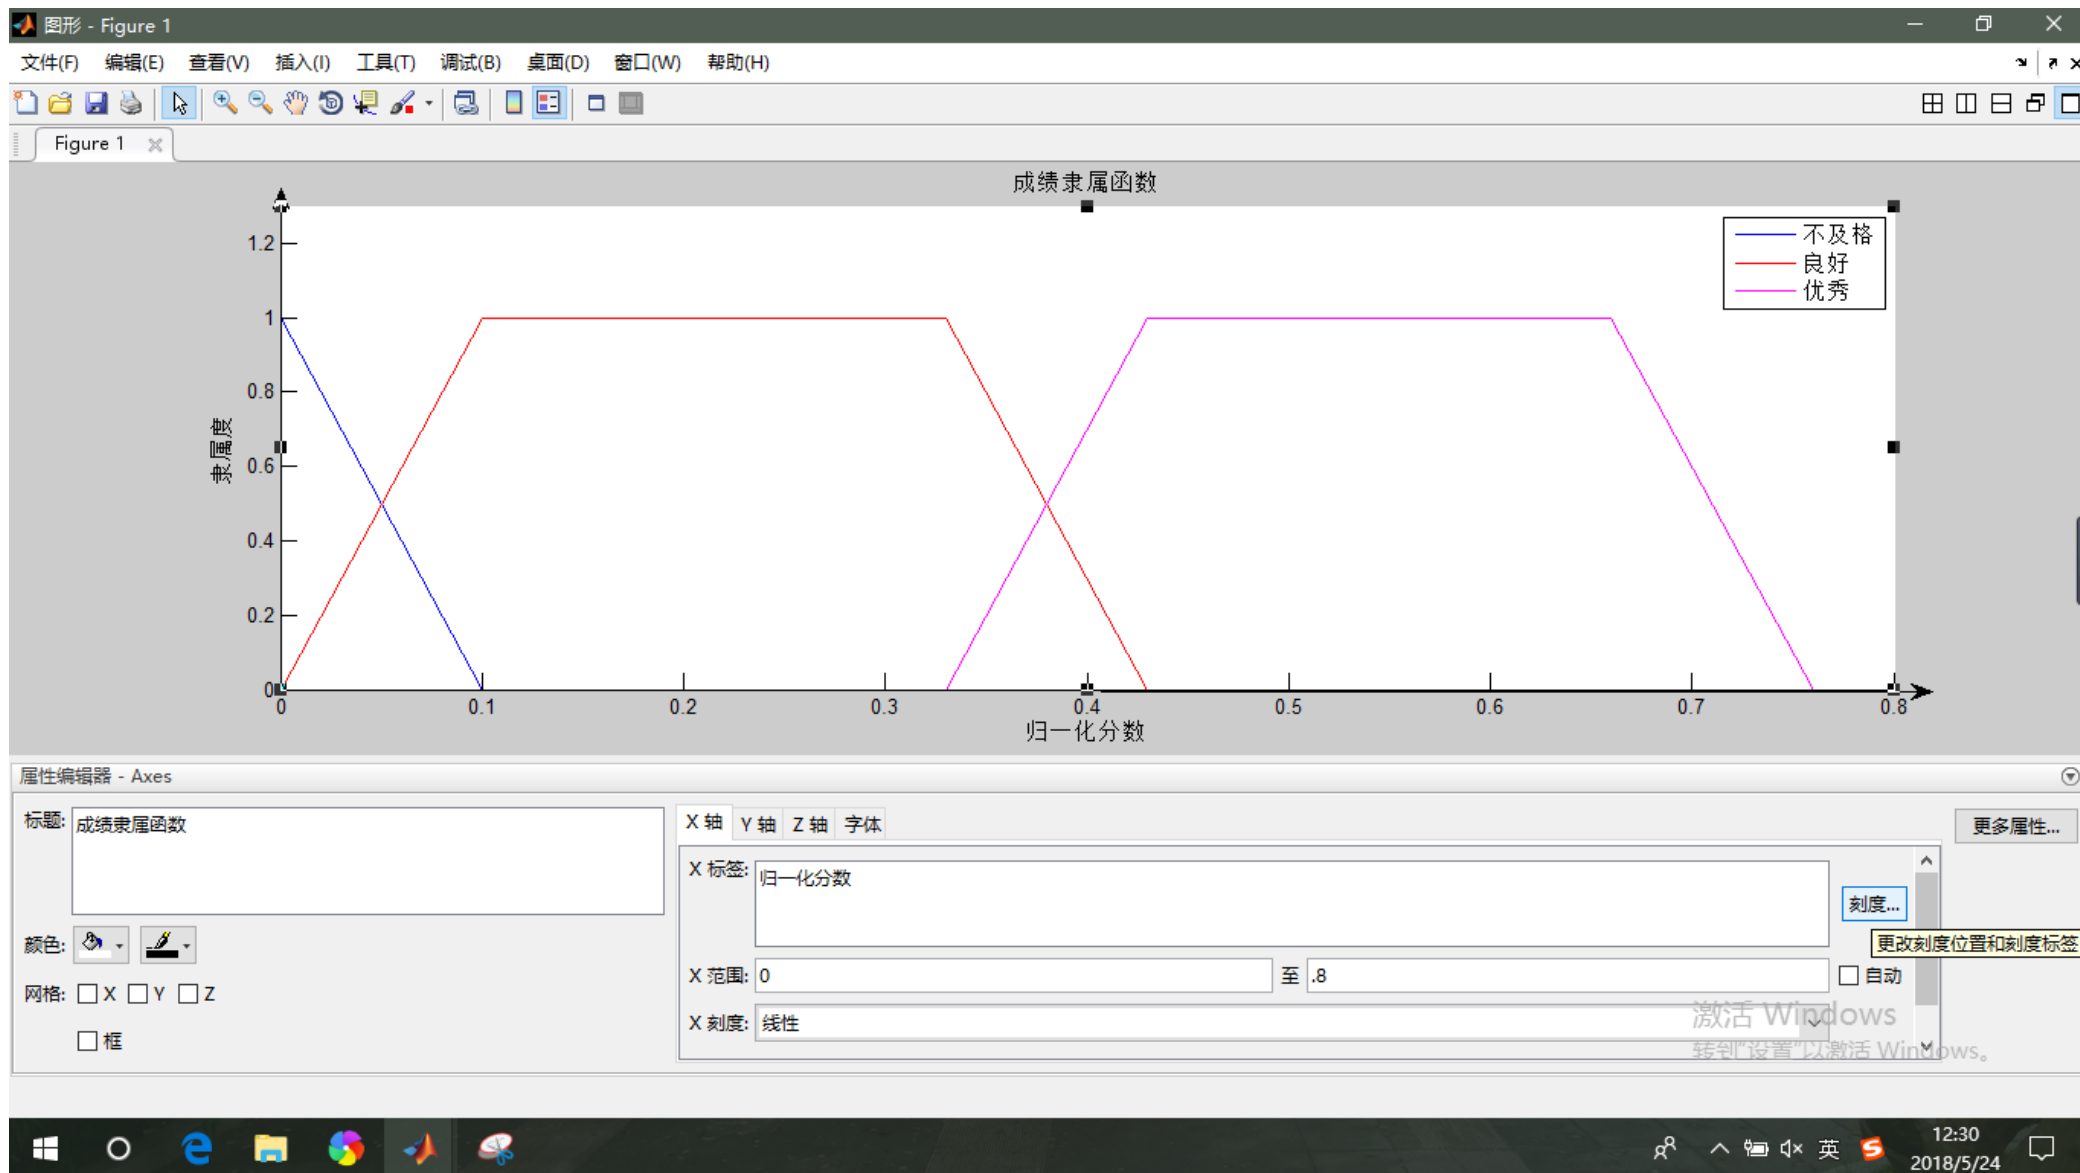 图形 - Figure 1
文件(F) 编辑(E) 查看(V) 插入(I) 工具(T) 调试(B) 桌面(D) 窗口(W) 帮助(H)
Figure 1
成绩隶属函数
不及格
良好
优秀
1.2
1
0.8
0.6
0.4
0.2
0
隶属度
0 0.1 0.2 0.3 0.4 0.5 0.6 0.7 0.8
归一化分数
属性编辑器 - Axes
标题: 成绩隶属函数
颜色:
网格: X Y Z
框
X 轴 Y 轴 Z 轴 字体
X 标签: 归一化分数
刻度...
更改刻度位置和刻度标签
X 范围: 0 至 .8 自动
X 刻度: 线性
更多属性...
激活 Windows
转到"设置"以激活 Windows。
英
12:30
2018/5/24